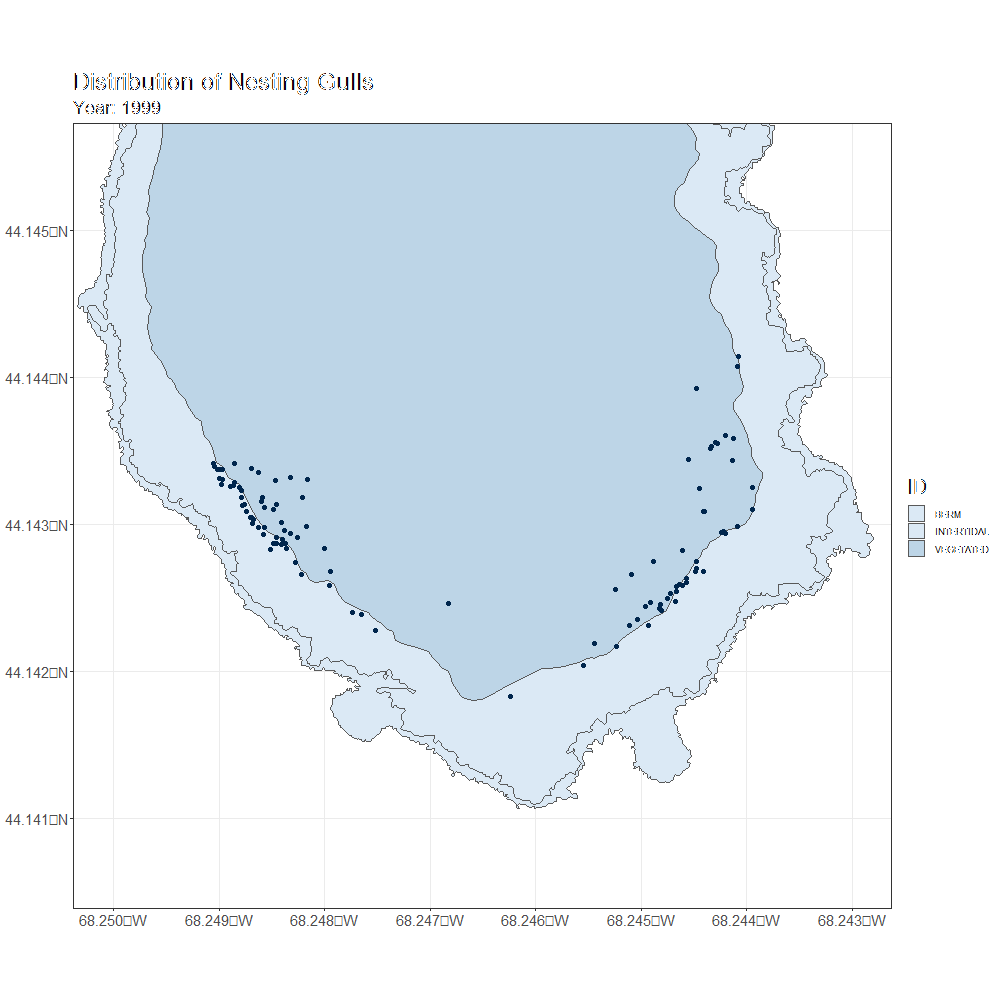 Distribution of Nesting Gulls
Year: 1999
44.145□N
44.144□N
44.143□N
44.142□N
44.141□N
68.250□W 68.249□W 68.248□W 68.247□W 68.246□W 68.245□W 68.244□W 68.243□W
ID
BERM
INTERTIDAL
VEGETATED